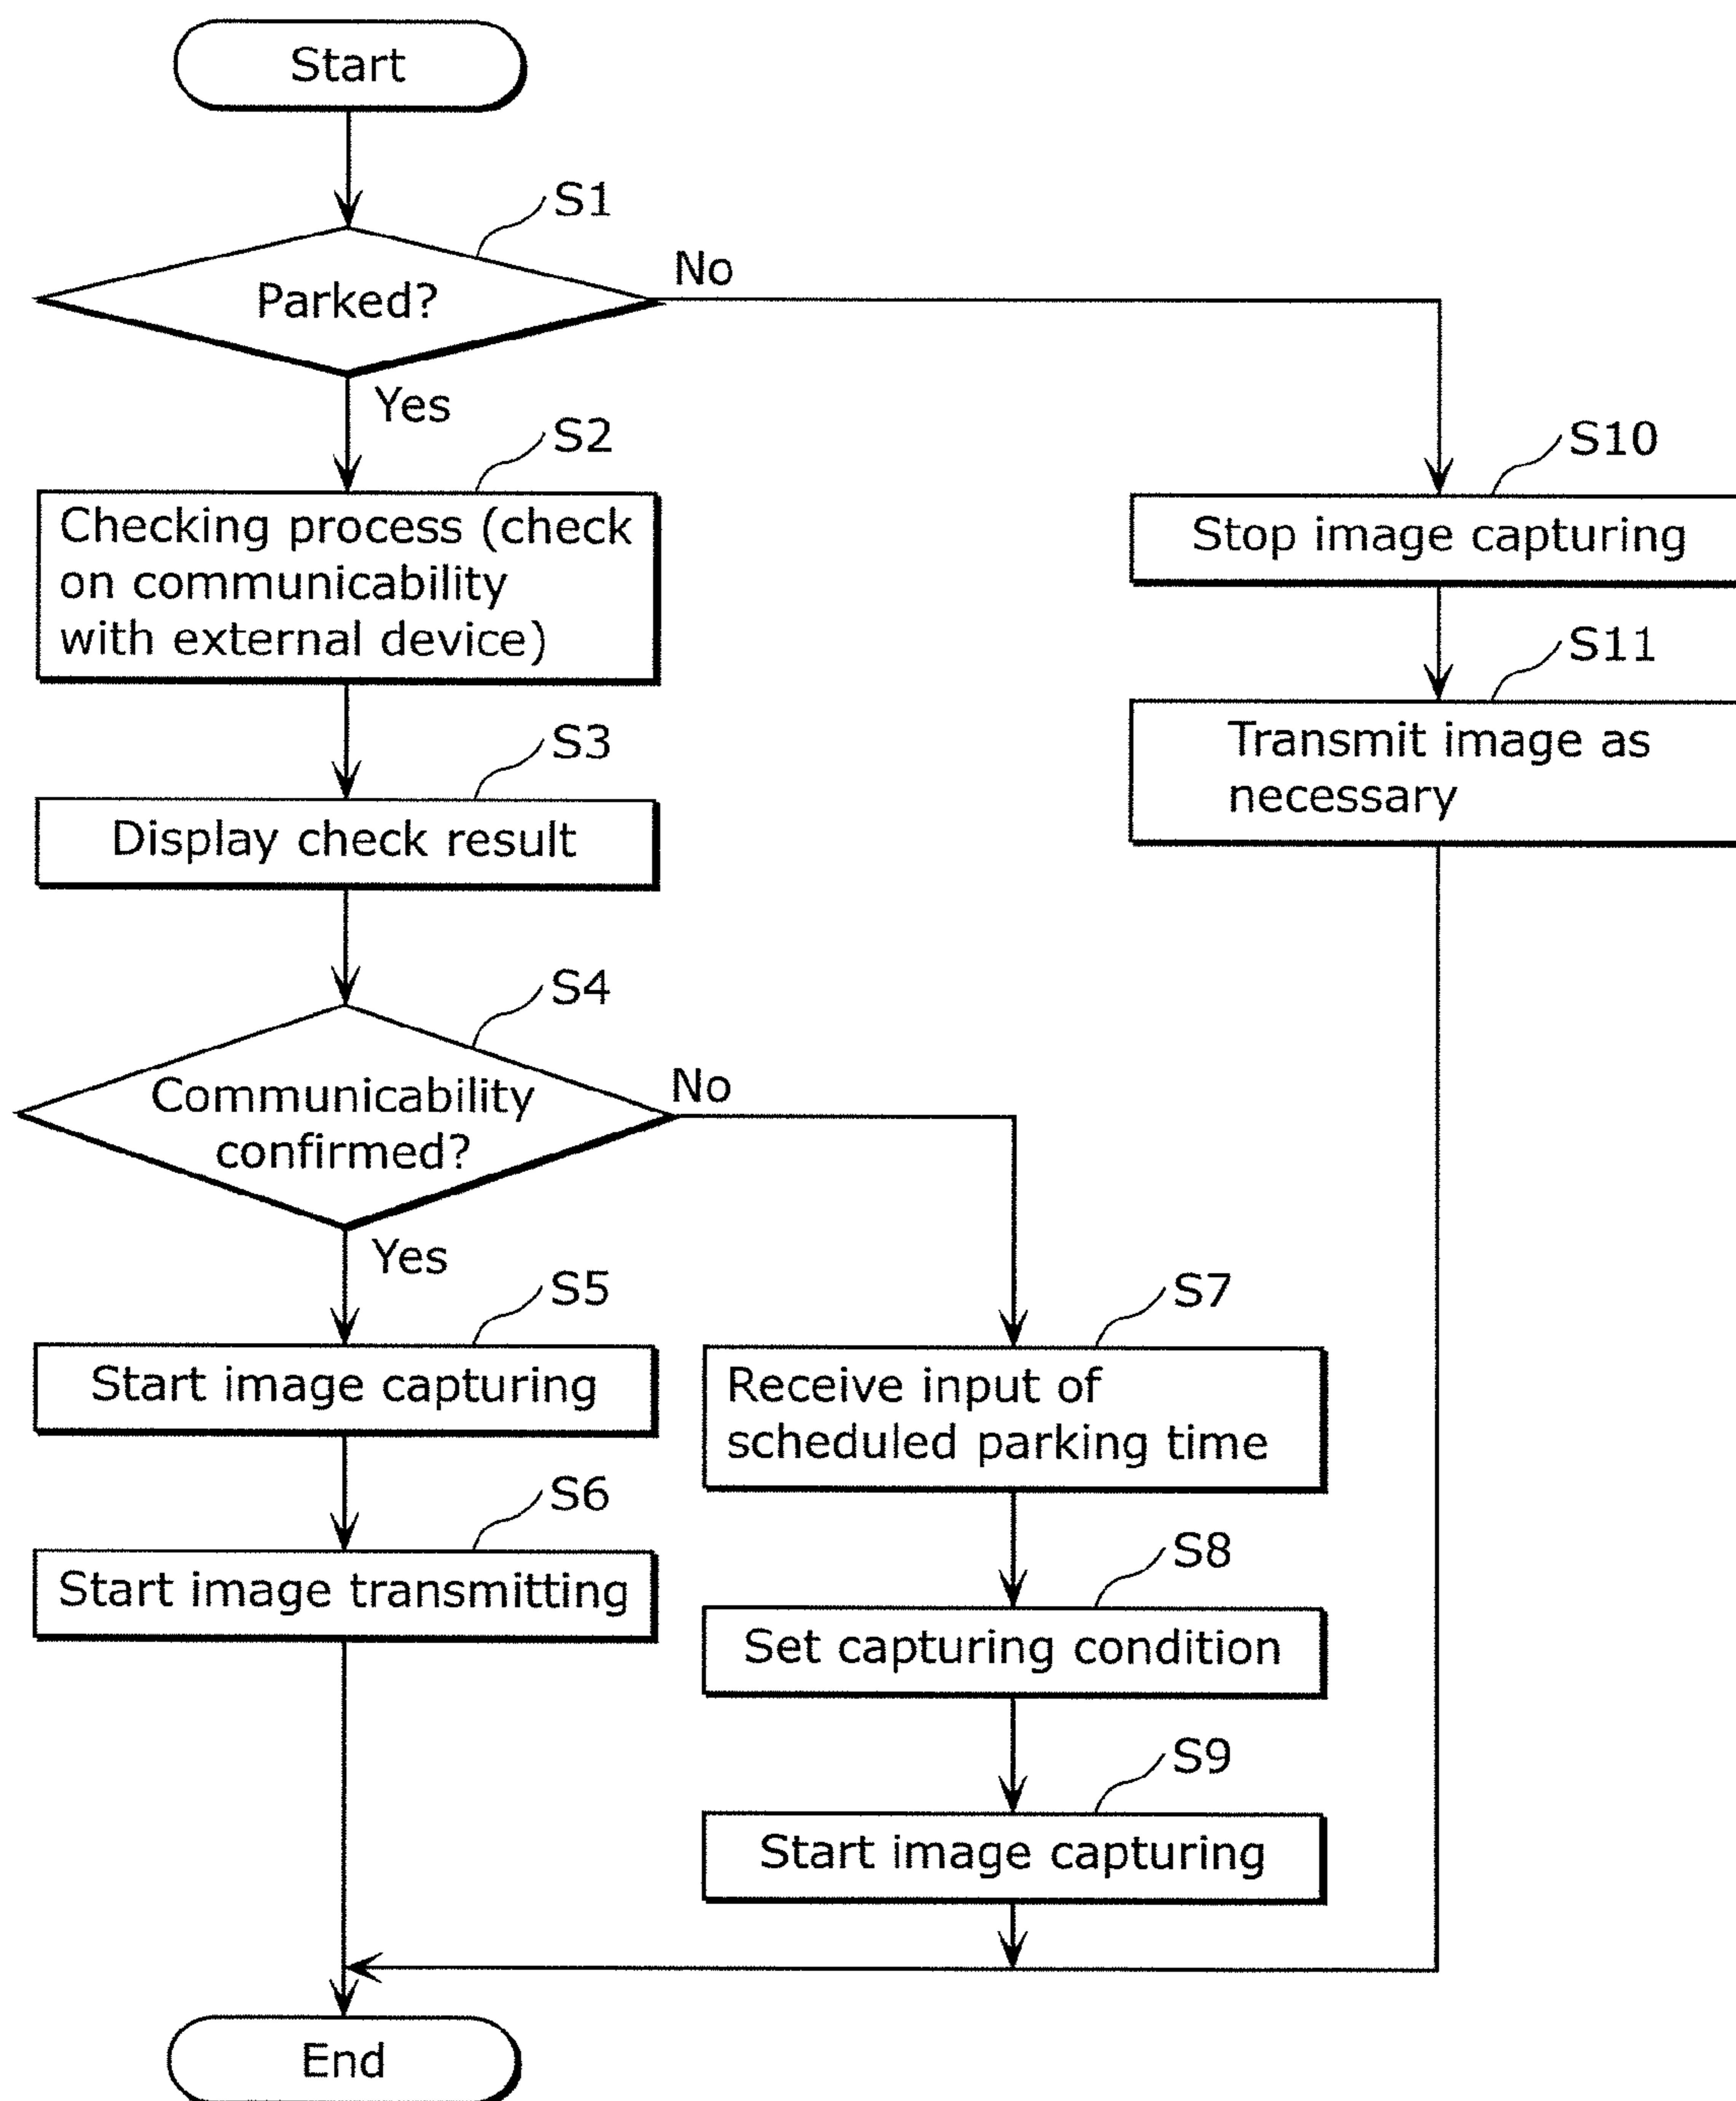 Start
S1
Parked?
No
Yes
S2
Checking process (check
on communicability
with external device)
S10
Stop image capturing
S11
Transmit image as
necessary
S3
Display check result
S4
Communicability
confirmed?
No
Yes
S5
Start image capturing
S6
Start image transmitting
S7
Receive input of
scheduled parking time
S8
Set capturing condition
S9
Start image capturing
End